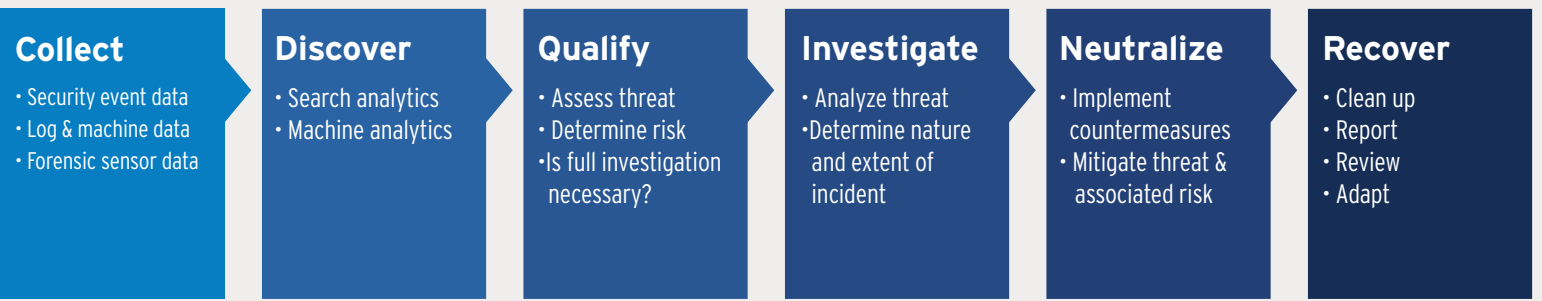 Collect
• Security event data
• Log & machine data
• Forensic sensor data
Discover
• Search analytics
• Machine analytics
Qualify
• Assess threat
• Determine risk
•Is full investigation
necessary?
Investigate
• Analyze threat
•Determine nature
and extent of
incident
Neutralize
• Implement
countermeasures
• Mitigate threat &
associated risk
Recover
• Clean up
• Report
• Review
• Adapt